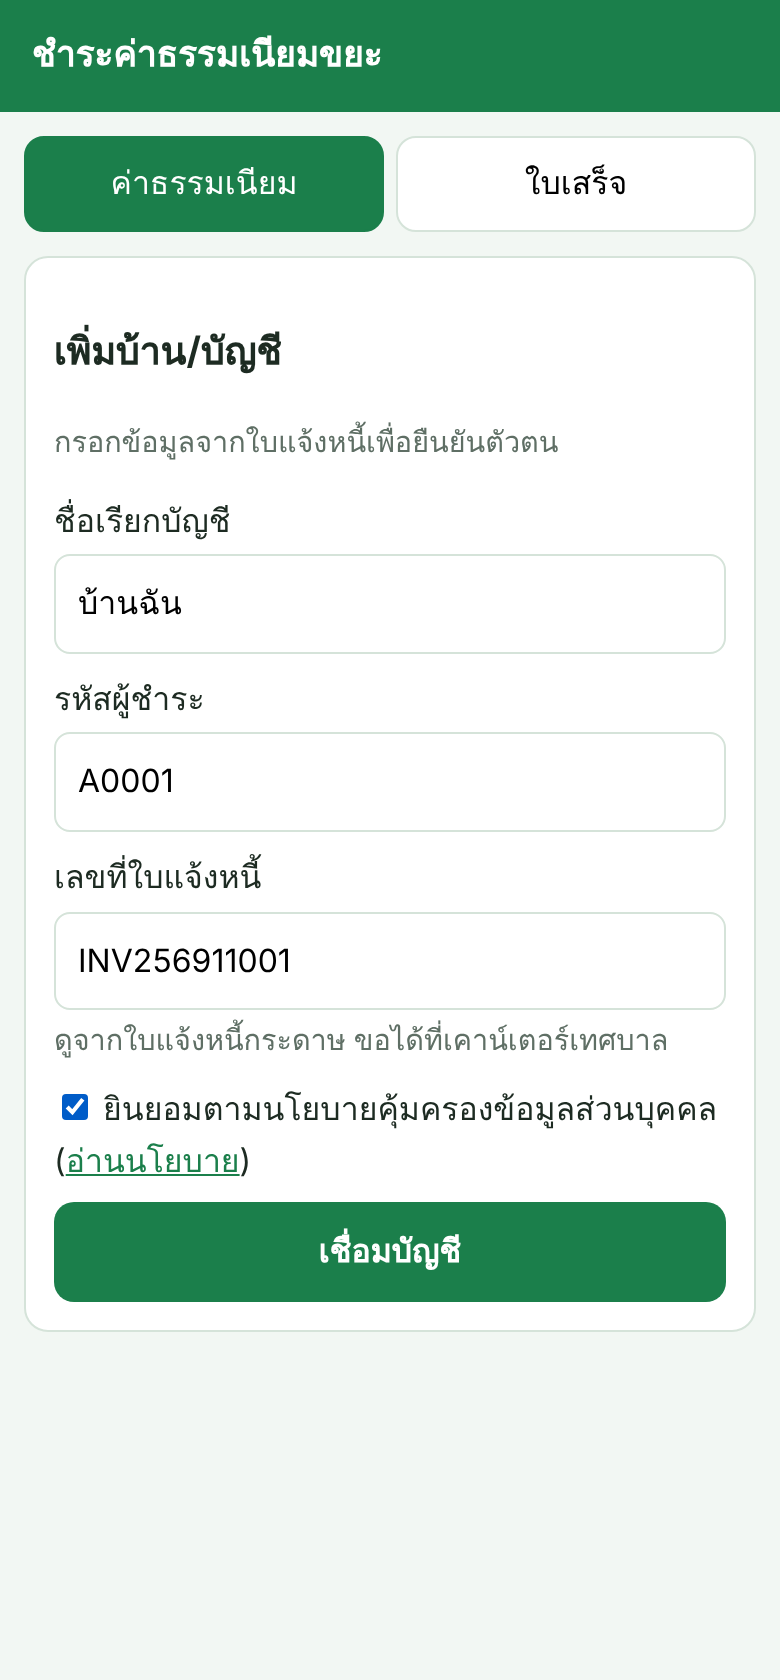 ชำระค่าธรรมเนียมขยะ
ค่าธรรมเนียม
ใบเสร็จ
เพิ่มบ้าน/บัญชี
กรอกข้อมูลจากใบแจ้งหนี้เพื่อยืนยันตัวตน
ชื่อเรียกบัญชี
บ้านฉัน
รหัสผู้ชำระ
A0001
เลขที่ใบแจ้งหนี้
INV256911001
ดูจากใบแจ้งหนี้กระดาษ ขอได้ที่เคาน์เตอร์เทศบาล
ยินยอมตามนโยบายคุ้มครองข้อมูลส่วนบุคคล
(อ่านนโยบาย)
เชื่อมบัญชี